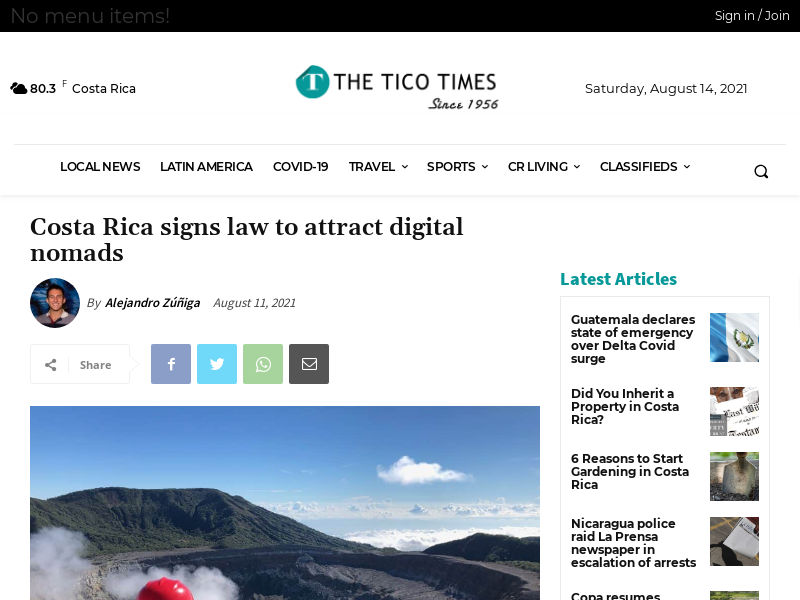 No menu items!
Sign in / Join
80.3 F Costa Rica
T THE TICO TIMES
Since 1956
Saturday, August 14, 2021
LOCAL NEWS LATIN AMERICA COVID-19 TRAVEL SPORTS CR LIVING CLASSIFIEDS
Costa Rica signs law to attract digital
nomads
By Alejandro Zúñiga August 11, 2021
Share
Latest Articles
Guatemala declares
state of emergency
over Delta Covid
surge
Did You Inherit a
Property in Costa
Rica?
6 Reasons to Start
Gardening in Costa
Rica
Nicaragua police
raid La Prensa
newspaper in
escalation of arrests
Copa resumes